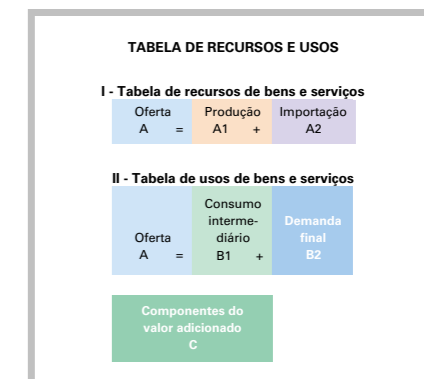 TABELA DE RECURSOS E USOS
I - Tabela de recursos de bens e serviços
Oferta Produção Importação
A = A1 + A2
II - Tabela de usos de bens e serviços
Consumo
interme- Demanda
Oferta diário final
A = B1 + B2
Componentes do
valor adicionado
C